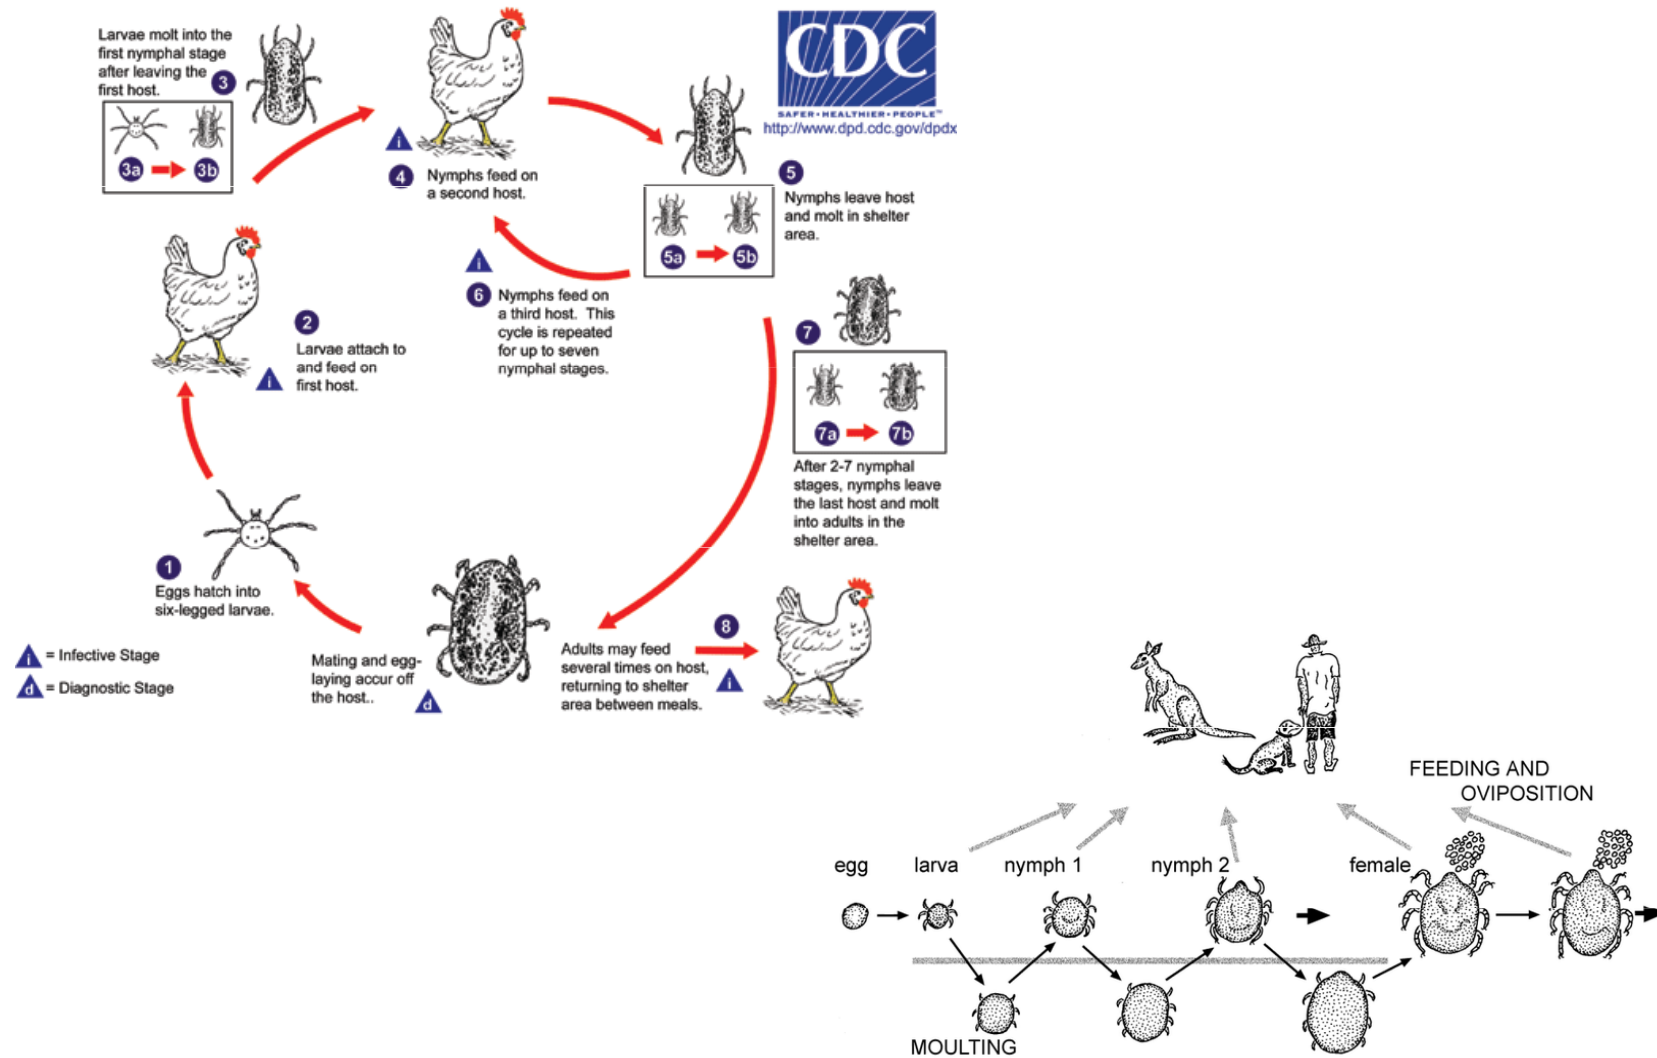 Larvae molt into the
first nymphal stage
after leaving the
first host.
3
3a
3b
i
4
Nymphs feed on
a second host.
CDC
SAFER • HEALTHIER • PEOPLE™
http://www.dpd.cdc.gov/dpdx
5
Nymphs leave host
and molt in shelter
area.
5a
5b
i
6
Nymphs feed on
a third host. This
cycle is repeated
for up to seven
nymphal stages.
2
Larvae attach to
and feed on
first host.
i
7
7a
7b
After 2-7 nymphal
stages, nymphs leave
the last host and molt
into adults in the
shelter area.
1
Eggs hatch into
six-legged larvae.
i = Infective Stage
d = Diagnostic Stage
Mating and egg-
laying accur off
the host..
d
Adults may feed
several times on host,
returning to shelter
area between meals.
8
i
FEEDING AND
OVIPOSITION
egg
larva
nymph 1
nymph 2
female
MOULTING